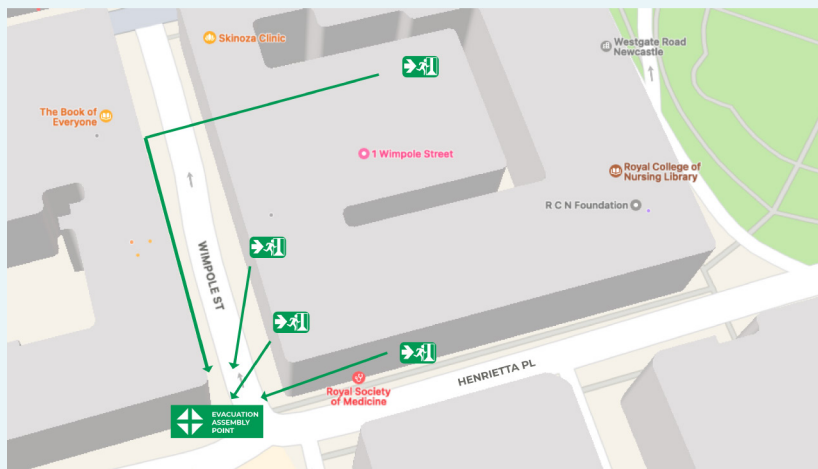 Skinoza Clinic
Westgate Road
Newcastle
The Book of
Everyone
1 Wimpole Street
Royal College of
Nursing Library
R C N Foundation
WIMPOLE ST
HENRIETTA PL
Royal Society
of Medicine
EVACUATION
ASSEMBLY
POINT